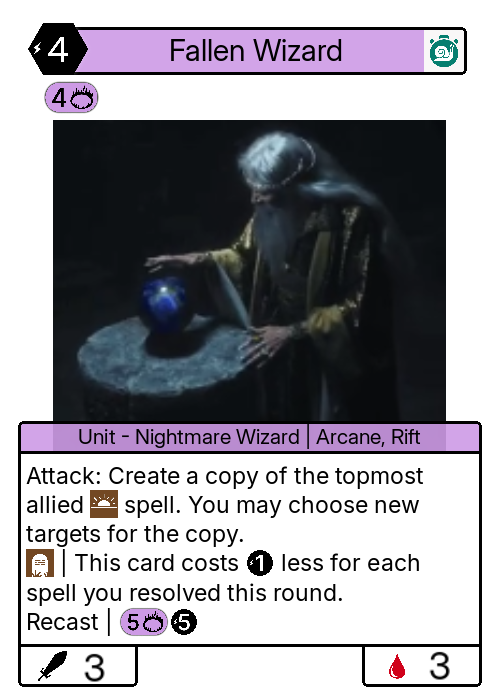 4 Fallen Wizard
4
Unit - Nightmare Wizard | Arcane, Rift
Attack: Create a copy of the topmost
allied spell. You may choose new
targets for the copy.
| This card costs 1 less for each
spell you resolved this round.
Recast | 5 5
3 3